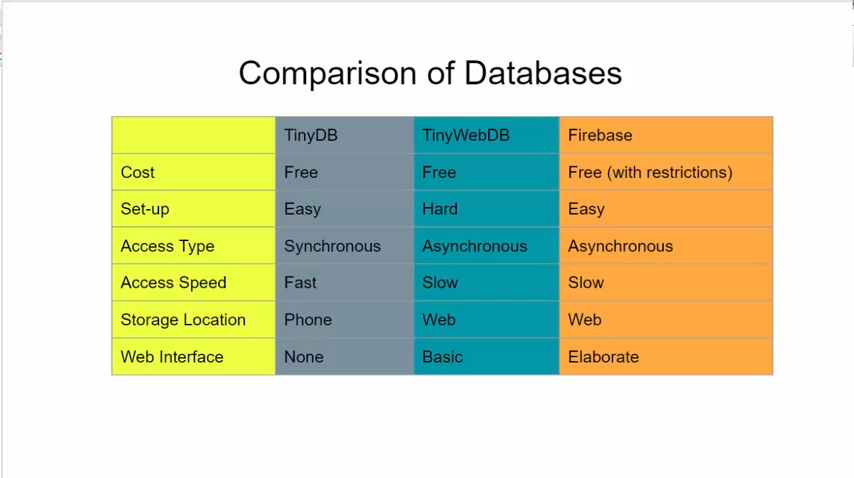 Comparison of Databases
TinyDB TinyWebDB Firebase
Cost Free Free Free (with restrictions)
Set-up Easy Hard Easy
Access Type Synchronous Asynchronous Asynchronous
Access Speed Fast Slow Slow
Storage Location Phone Web Web
Web Interface None Basic Elaborate